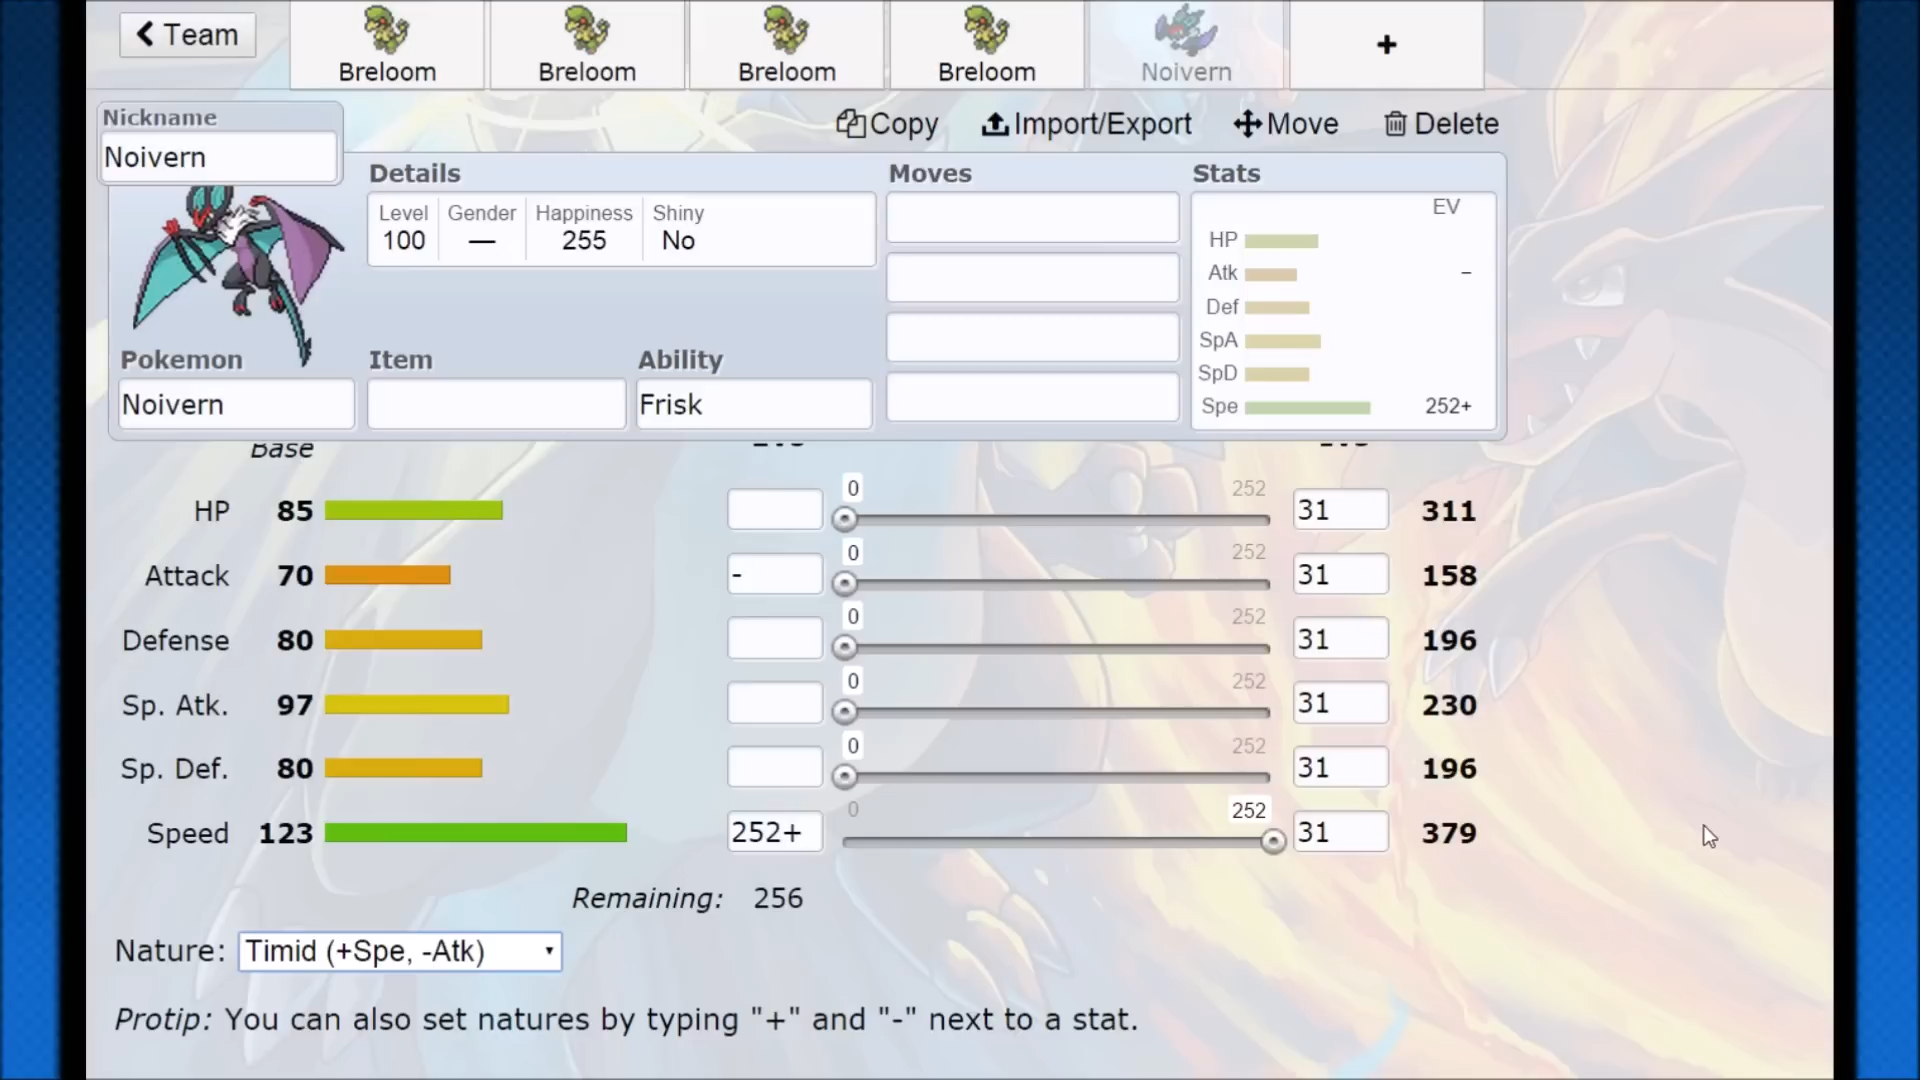 Team
Breloom
Breloom
Breloom
Breloom
Noivern
+
Nickname
Noivern
Copy
Import/Export
Move
Delete
Details
Level
100
Gender
—
Happiness
255
Shiny
No
Moves
Stats
EV
HP
Atk –
Def
SpA
SpD
Spe 252+
Pokemon
Noivern
Item
Ability
Frisk
Base
HP 85 0 252 31 311
Attack 70 - 0 252 31 158
Defense 80 0 252 31 196
Sp. Atk. 97 0 252 31 230
Sp. Def. 80 0 252 31 196
Speed 123 252+ 0 252 31 379
Remaining: 256
Nature: Timid (+Spe, -Atk)
Protip: You can also set natures by typing "+" and "-" next to a stat.